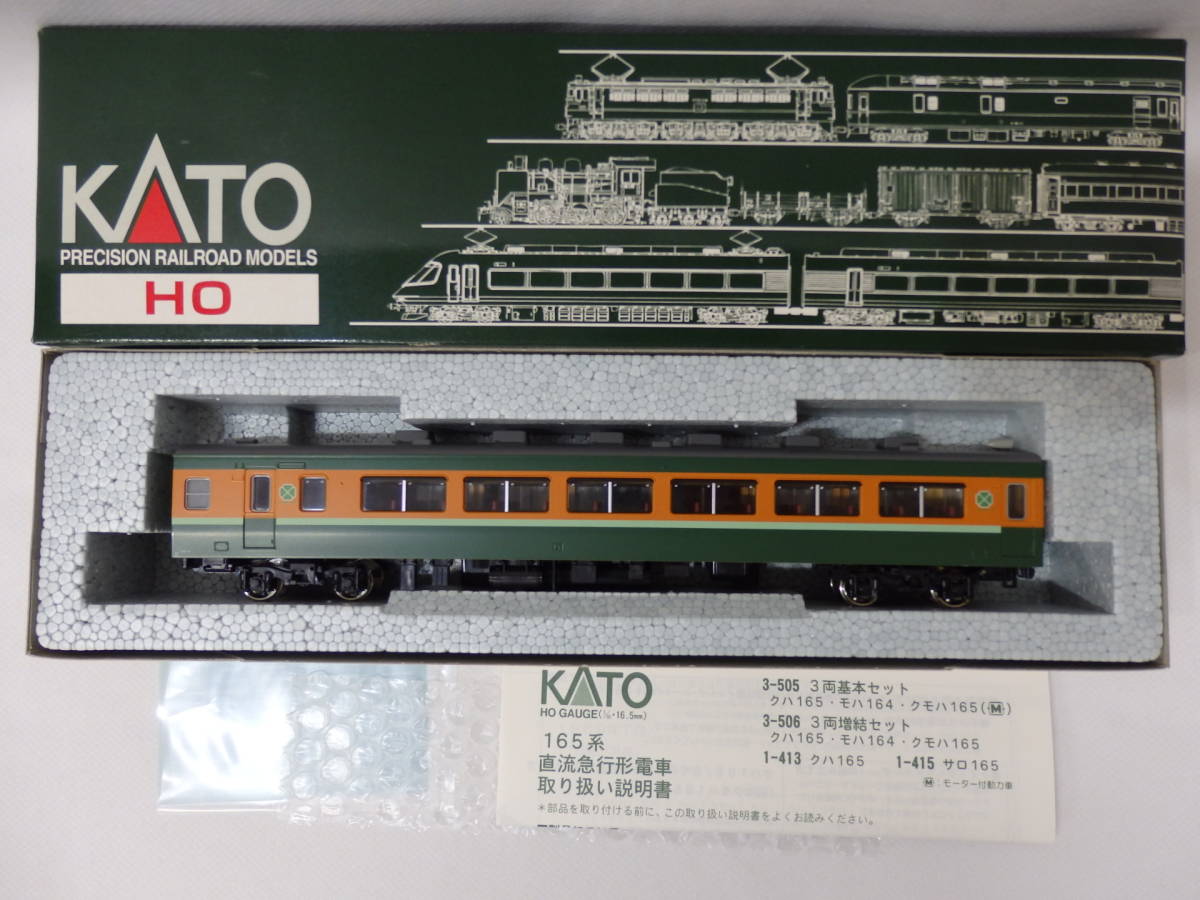 KATO
PRECISION RAILROAD MODELS
HO
KATO
HO GAUGE(1/80・16.5mm)
165系
直流急行形電車
取り扱い説明書
*部品を取り付ける前に、この取り扱い説明書をよくお読みください。
3-505 3両基本セット
クハ165・モハ164・クモハ165(M)
3-506 3両増結セット
クハ165・モハ164・クモハ165
1-413 クハ165 1-415 サロ165
M:モーター付動力車